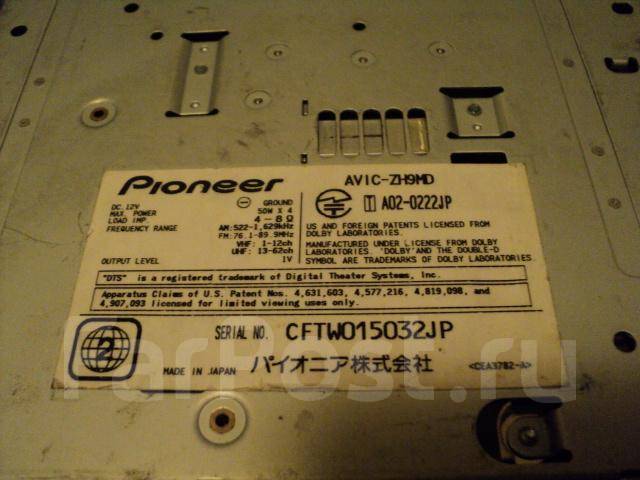 Pioneer
AVIC-ZH9MD
DC. 12V ⊖ GROUND
MAX. POWER 50W X 4
LOAD IMP. 4 – 8Ω
FREQUENCY RANGE AM:522-1,629kHz
FM:76.1-89.9MHz
VHF: 1-12ch
UHF: 13-62ch
OUTPUT LEVEL 1V
T A02-0222JP
US AND FOREIGN PATENTS LICENSED FROM
DOLBY LABORATORIES.
MANUFACTURED UNDER LICENSE FROM DOLBY
LABORATORIES. 'DOLBY'AND THE DOUBLE-D
SYMBOL ARE TRADEMARKS OF DOLBY LABORATORIES.
"DTS" is a registered trademark of Digital Theater Systems, Inc.
Apparatus Claims of U.S. Patent Nos. 4,631,603, 4,577,216, 4,819,098, and
4,907,093 licensed for limited viewing uses only.
2
SERIAL NO. CFTW015032JP
MADE IN JAPAN パイオニア株式会社
<CEA3782-A>
FarPost.ru